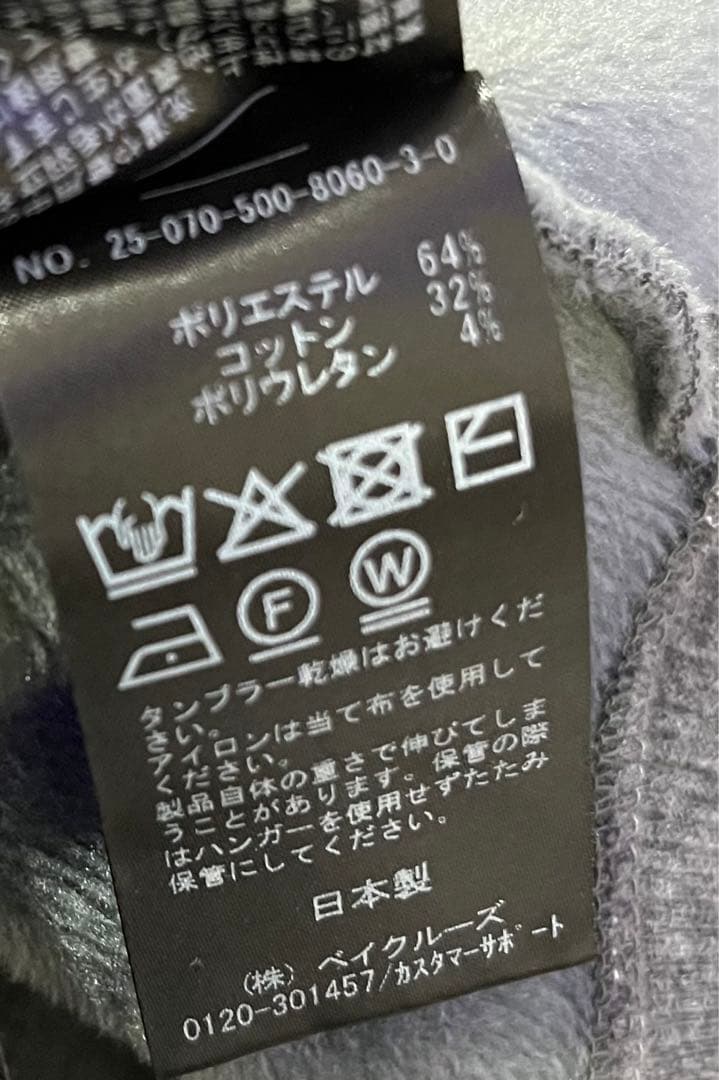 NO. 25-070-500-8060-3-0
ポリエステル 64%
コットン 32%
ポリウレタン 4%
F W
タンブラー乾燥はお避けくだ
さい。
アイロンは当て布を使用して
ください。
製品自体の重さで伸びてしま
うことがあります。保管の際
はハンガーを使用せずたたみ
保管にしてください。
日本製
(株) ベイクルーズ
0120-301457/カスタマーサポート